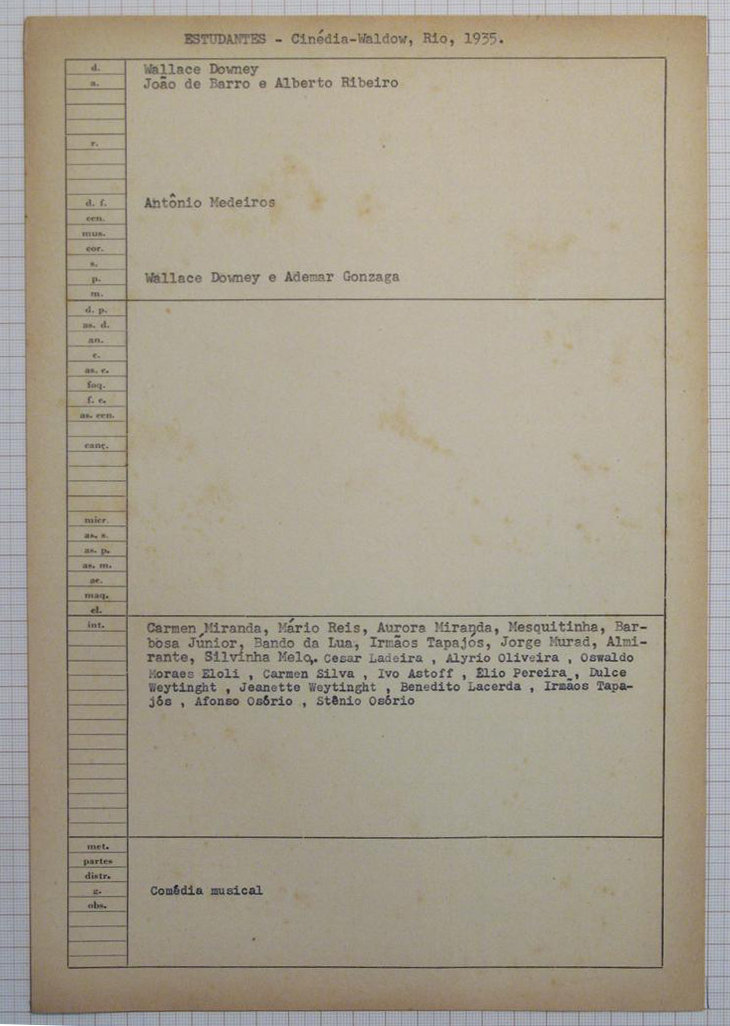 ESTUDANTES - Cinédia-Waldow, Rio, 1935.
d. Wallace Downey
a. João de Barro e Alberto Ribeiro
r.
d. f. Antônio Medeiros
cen.
mus.
cor.
s.
p. Wallace Downey e Ademar Gonzaga
m.
d. p.
as. d.
an.
c.
as. c.
foq.
f. c.
as. cen.
canç.
micr.
as. s.
as. p.
as. m.
ae.
maq.
el.
int. Carmen Miranda, Mário Reis, Aurora Miranda, Mesquitinha, Bar-
bosa Júnior, Bando da Lua, Irmãos Tapajós, Jorge Murad, Almi-
rante, Silvinha Melo,. Cesar Ladeira , Alyrio Oliveira , Oswaldo
Moraes Eloli , Carmen Silva , Ivo Astoff , Élio Pereira , Dulce
Weytinght , Jeanette Weytinght , Benedito Lacerda , Irmãos Tapa-
jós , Afonso Osório , Stênio Osório
met.
partes
distr.
g. Comédia musical
obs.